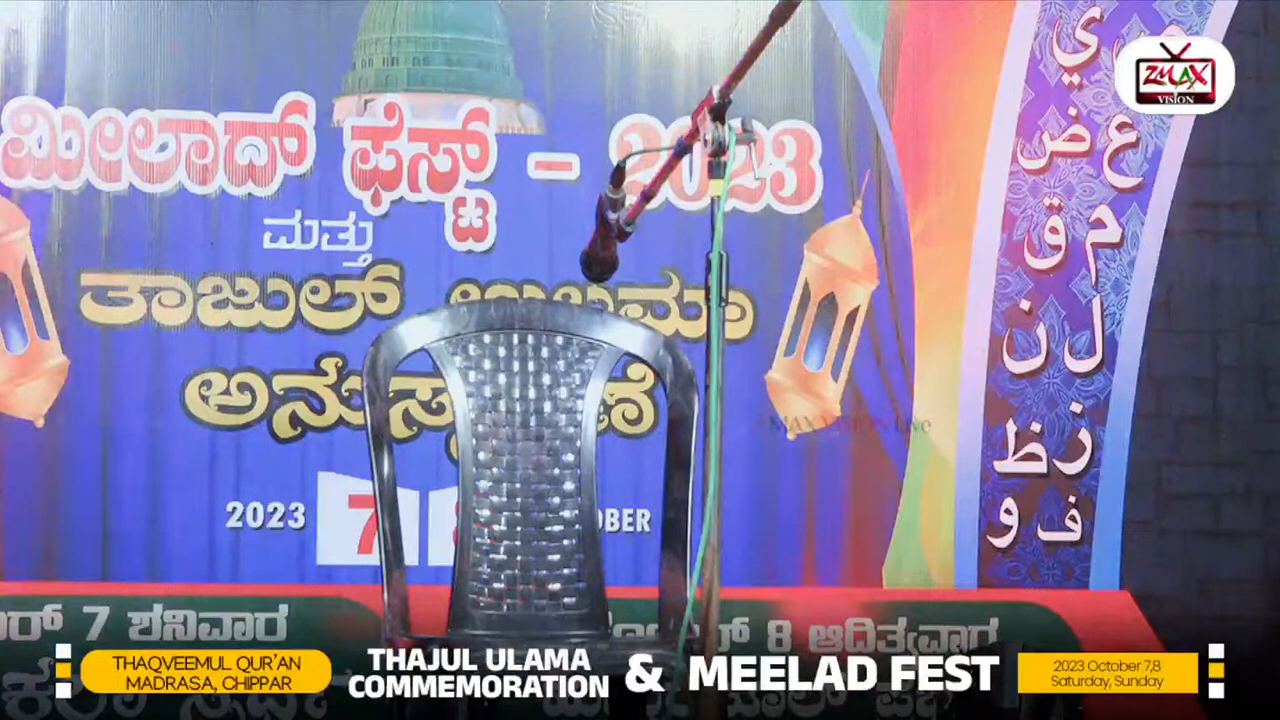 ZMAX
VISION
ಮೀಲಾದ್ ಫೆಸ್ಟ್ - 2023
ಮತ್ತು
ತಾಜುಲ್ ಉಲಮಾ
2023 7
7 ಶನಿವಾರ
8 ಆದಿತ್ಯವಾರ
ي
ض ع
ق م
ن ل
ظ ز
و ف
THAQVEEMUL QUR'AN
MADRASA, CHIPPAR
THAJUL ULAMA
COMMEMORATION
& MEELAD FEST
2023 October 7,8
Saturday, Sunday